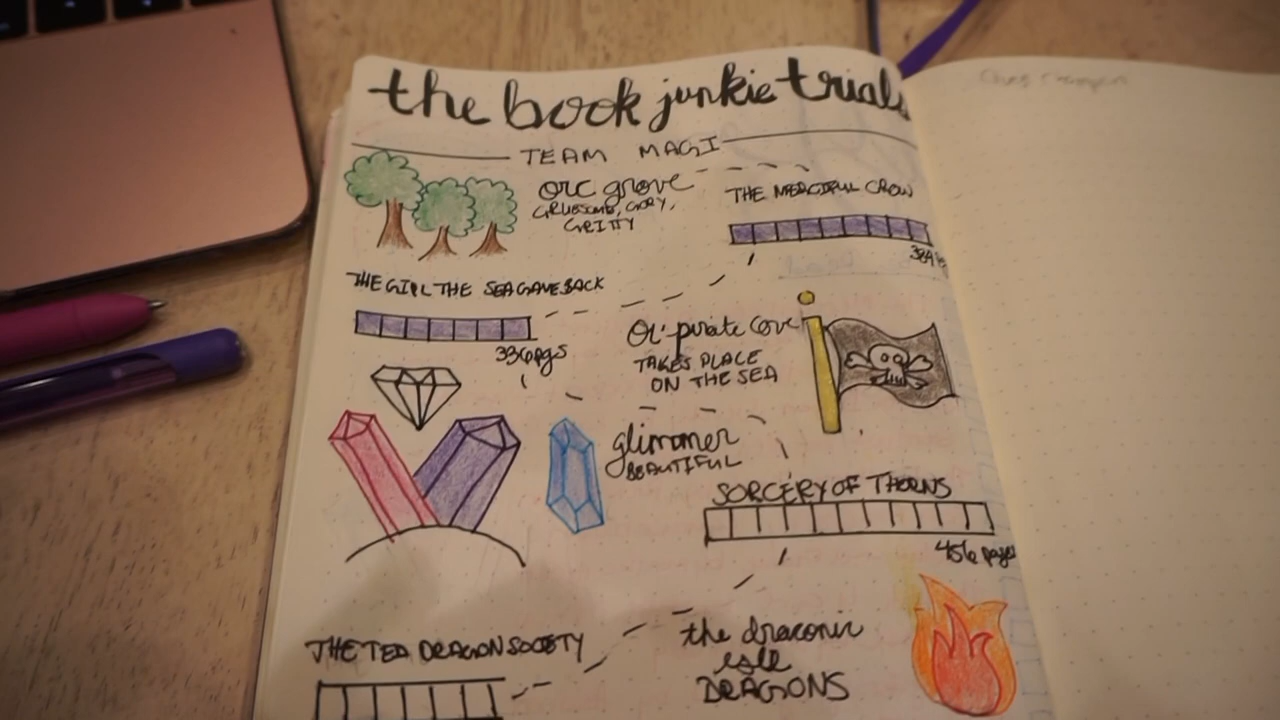 the book junkie trials
TEAM MAGI
orc grove
GRUESOME, GORY,
GRITTY
THE MERCIFUL CROW
384
THE GIRL THE SEA GAVE BACK
336pgs
Ol' pirate cove
TAKES PLACE
ON THE SEA
glimmer
BEAUTIFUL
SORCERY OF THORNS
456 pages
THE TEA DRAGON SOCIETY
the draconic
isle
DRAGONS